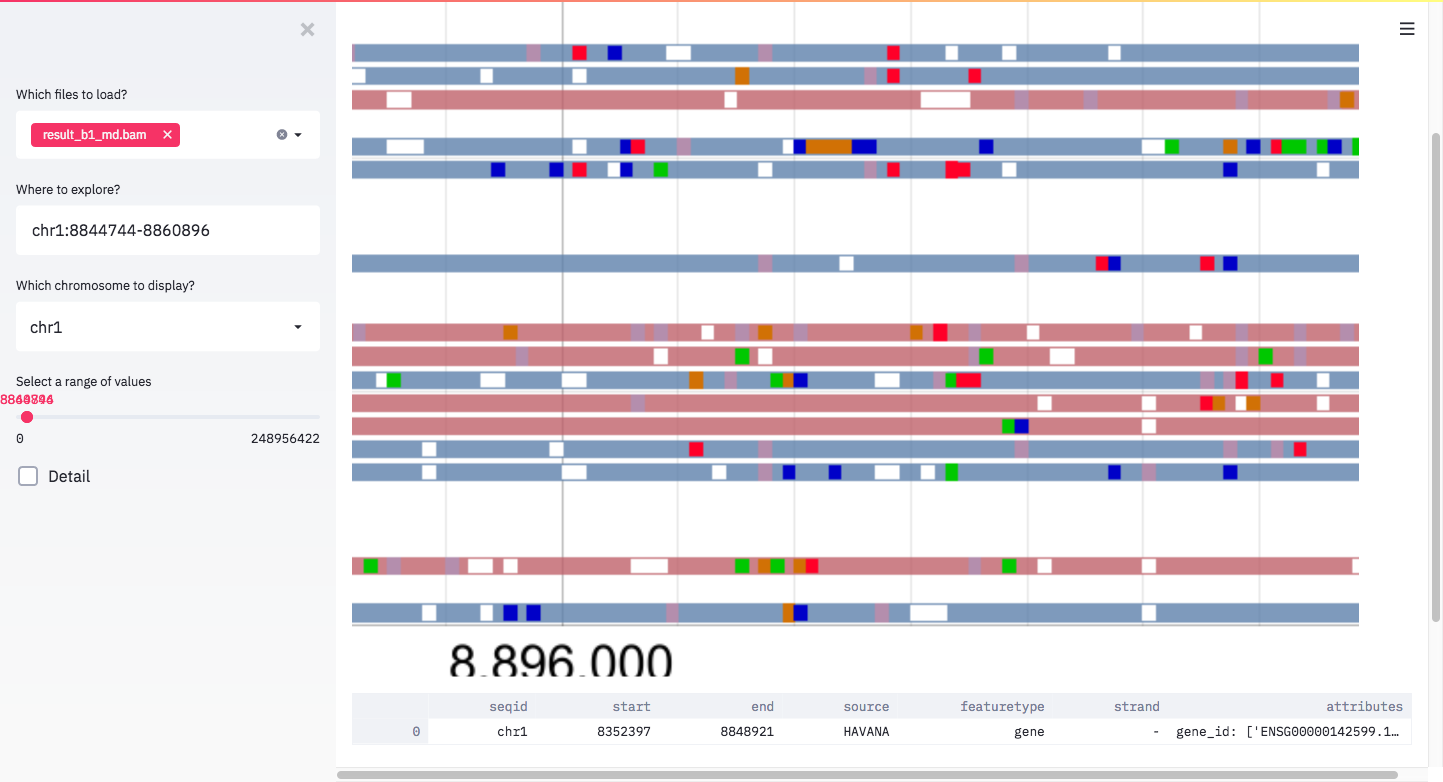 Which files to load?
result_b1_md.bam ×
Where to explore?
chr1:8844744-8860896
Which chromosome to display?
chr1
Select a range of values
0 248956422
Detail
8,896,000
seqid start end source featuretype strand attributes
0 chr1 8352397 8848921 HAVANA gene - gene_id: ['ENSG00000142599.1…